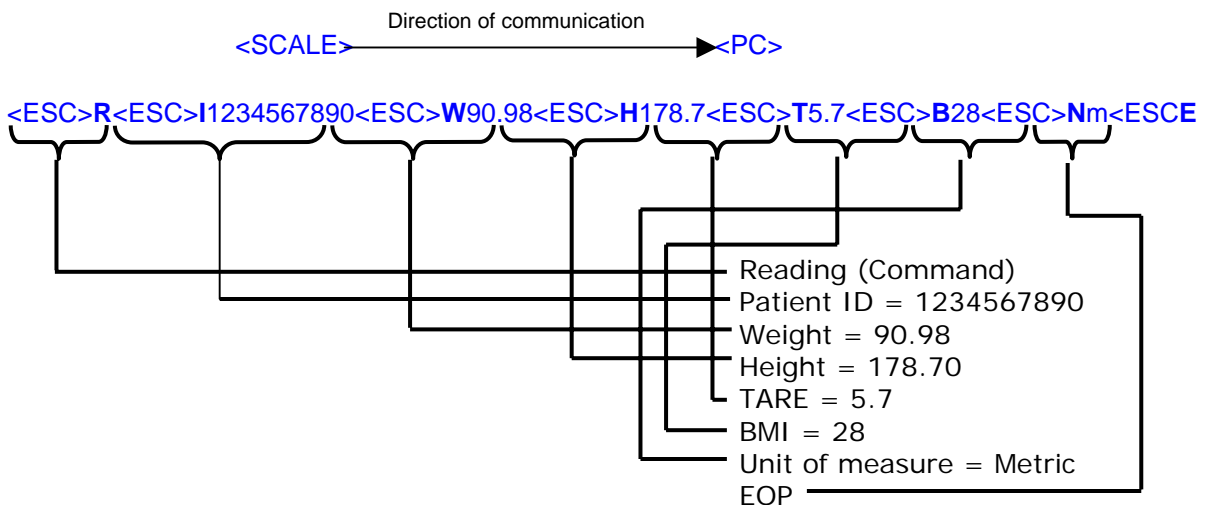 Direction of communication
<SCALE> <PC>
<ESC>R<ESC>I1234567890<ESC>W90.98<ESC>H178.7<ESC>T5.7<ESC>B28<ESC>Nm<ESCE
Reading (Command)
Patient ID = 1234567890
Weight = 90.98
Height = 178.70
TARE = 5.7
BMI = 28
Unit of measure = Metric
EOP